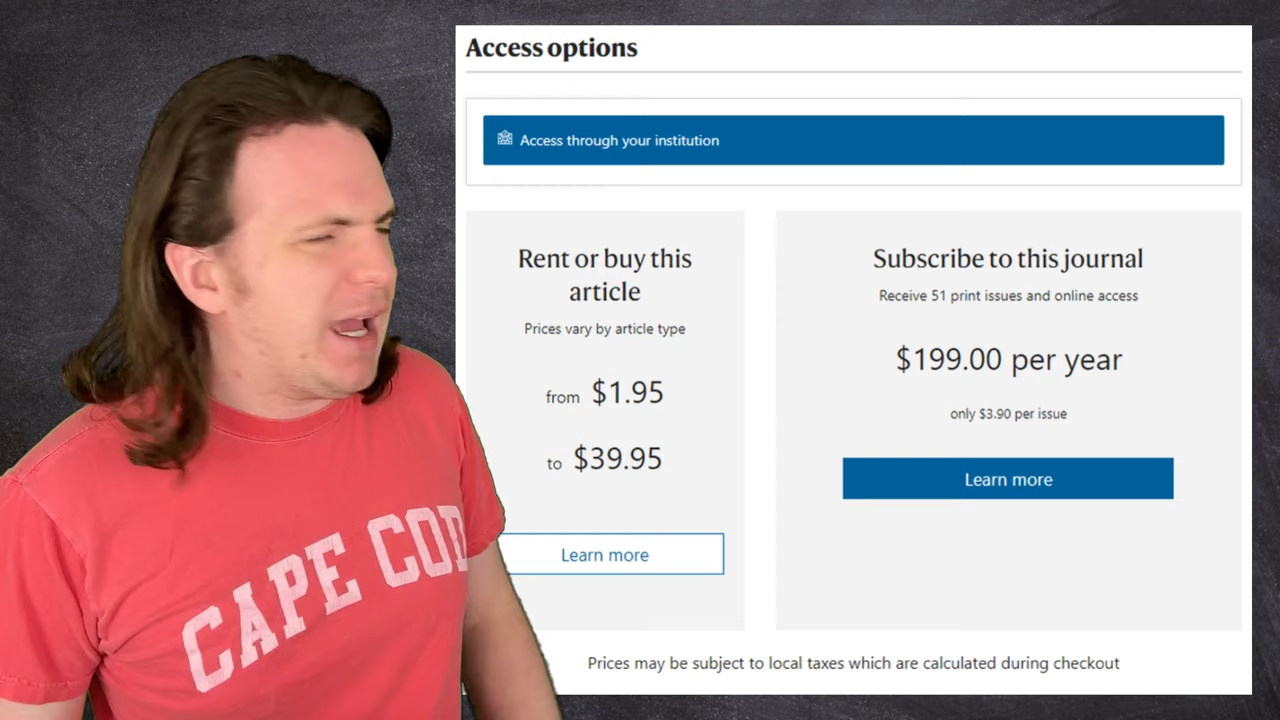 Access options
Access through your institution
Rent or buy this
article
Prices vary by article type
from $1.95
to $39.95
Learn more
Subscribe to this journal
Receive 51 print issues and online access
$199.00 per year
only $3.90 per issue
Learn more
Prices may be subject to local taxes which are calculated during checkout
CAPE COD